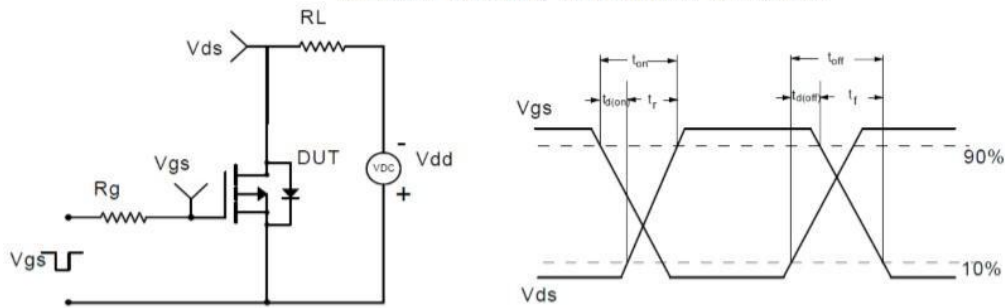 RL
Vds
DUT
Vgs
Rg
VDC
-
Vdd
+
Vgs
ton
toff
td(on)
tr
td(off)
tf
Vgs
90%
10%
Vds